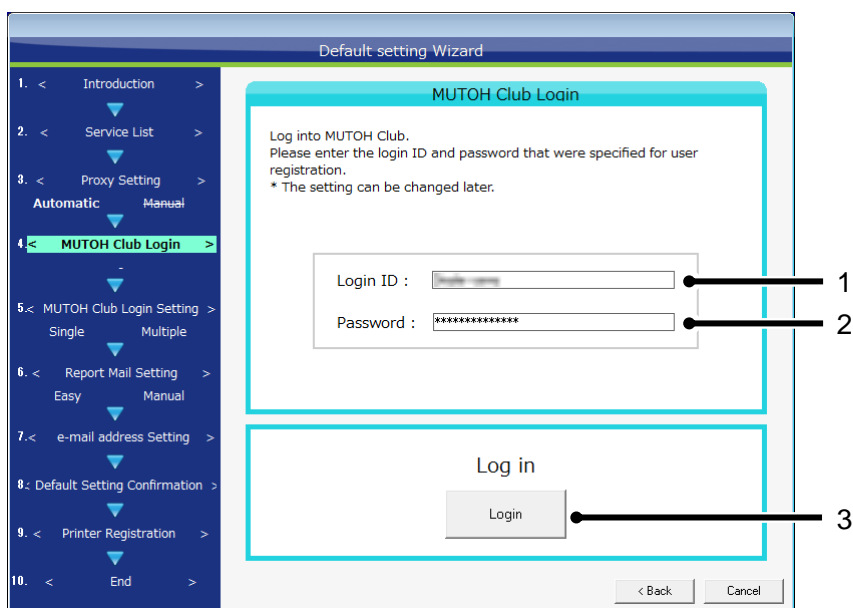 Default setting Wizard
1. < Introduction >
2. < Service List >
3. < Proxy Setting >
Automatic Manual
4.< MUTOH Club Login >
-
5.< MUTOH Club Login Setting >
Single Multiple
6. < Report Mail Setting >
Easy Manual
7.< e-mail address Setting >
8.< Default Setting Confirmation >
9. < Printer Registration >
10. < End >
MUTOH Club Login
Log into MUTOH Club.
Please enter the login ID and password that were specified for user
registration.
* The setting can be changed later.
Login ID :
1
Password : **************
2
Log in
Login
3
< Back Cancel